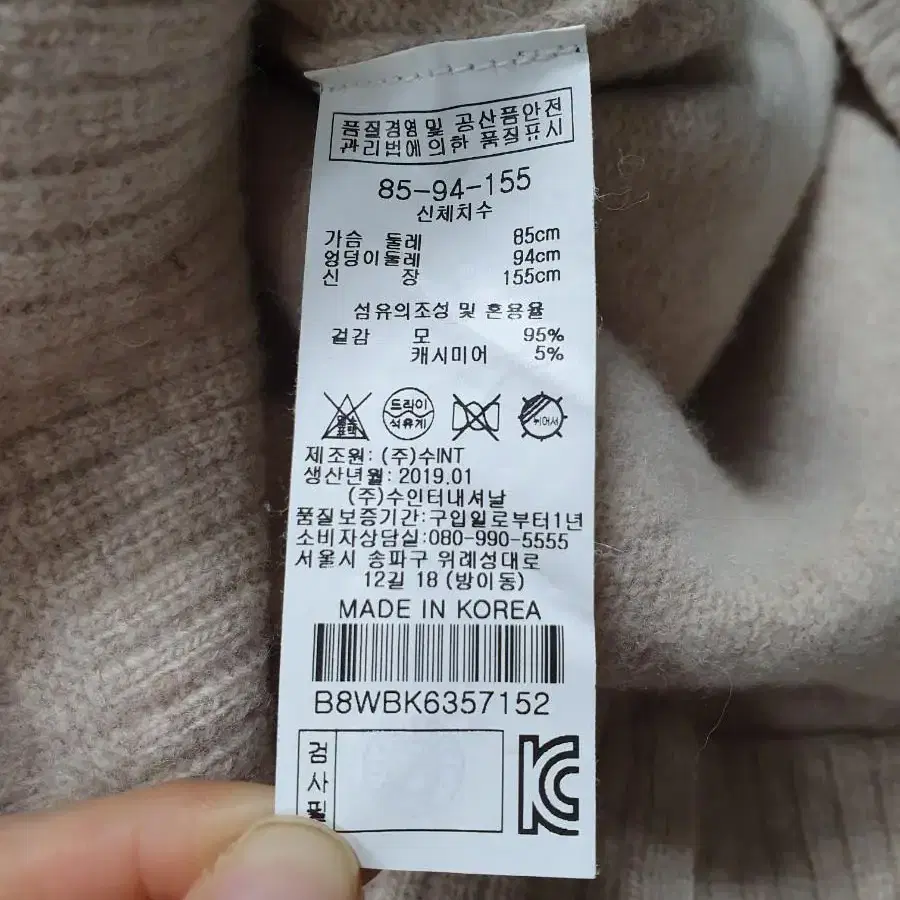 품질경영및 공산품안전
관리법에의한 품질표시
85-94-155
신체치수
가슴 둘레 85cm
엉덩이둘레 94cm
신 장 155cm
섬유의조성 및 혼용율
겉감 모 95%
캐시미어 5%
드라이
석유계
뉘어서
제조원: (주)수INT
생산년월: 2019.01
(주)수인터내셔날
품질보증기간:구입일로부터1년
소비자상담실:080-990-5555
서울시 송파구 위례성대로
12길 18 (방이동)
MADE IN KOREA
B8WBK6357152
검사필